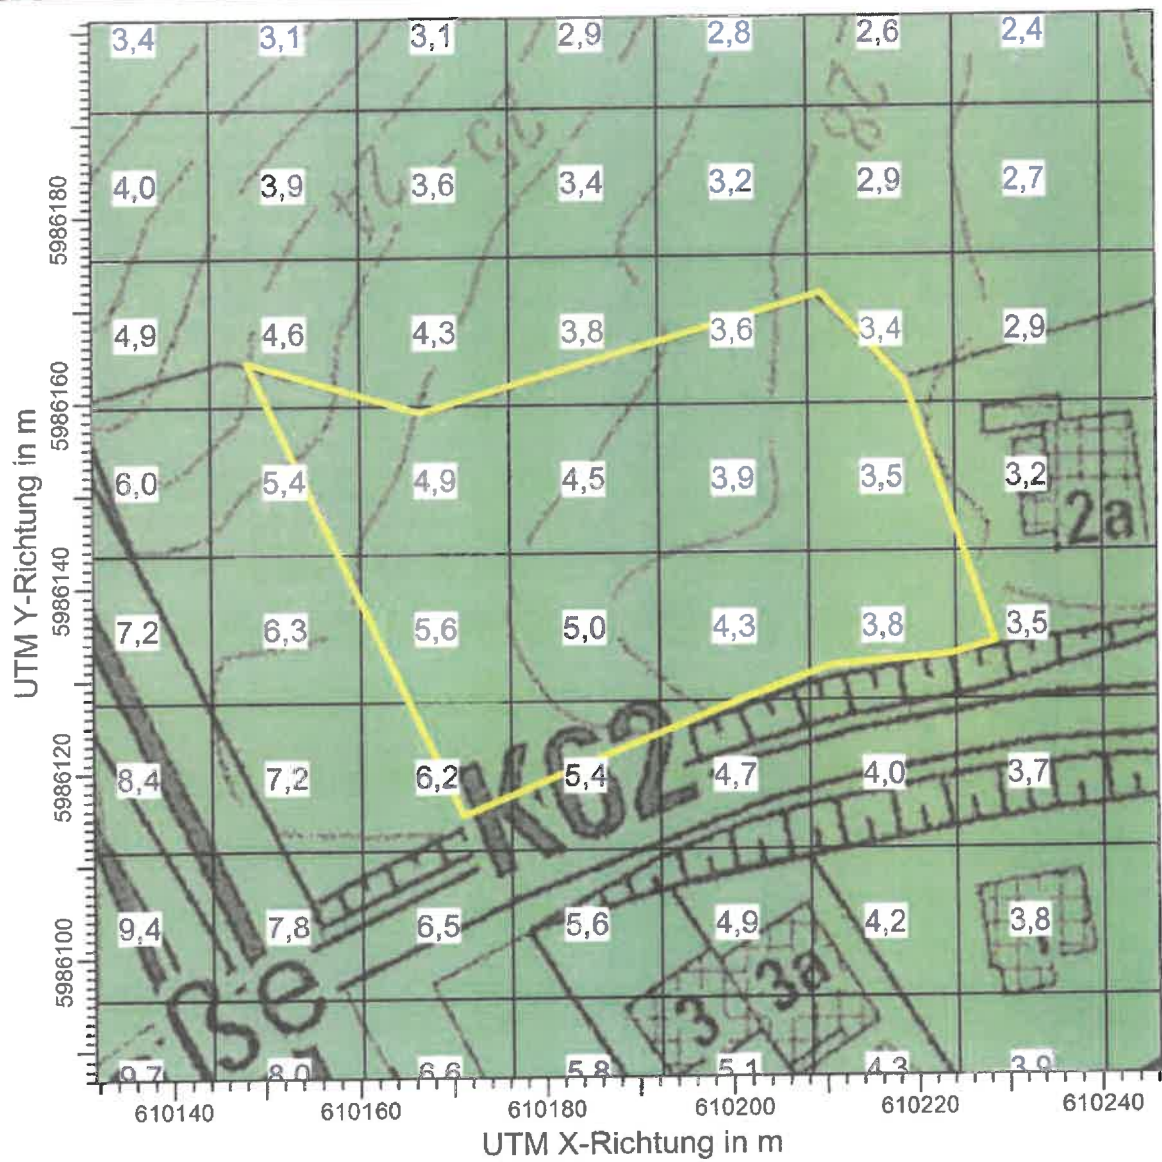 3,4 3,1 3,1 2,9 2,8 2,6 2,4
28
25
24
4,0 3,9 3,6 3,4 3,2 2,9 2,7
5986180
4,9 4,6 4,3 3,8 3,6 3,4 2,9
5986160
6,0 5,4 4,9 4,5 3,9 3,5 3,2
2a
5986140
7,2 6,3 5,6 5,0 4,3 3,8 3,5
UTM Y-Richtung in m
K62
5986120
8,4 7,2 6,2 5,4 4,7 4,0 3,7
9,4 7,8 6,5 5,6 4,9 4,2 3,8
5986100
ße
3 3a
9,7 8,0 6,6 5,8 5,1 4,3 3,9
610140 610160 610180 610200 610220 610240
UTM X-Richtung in m